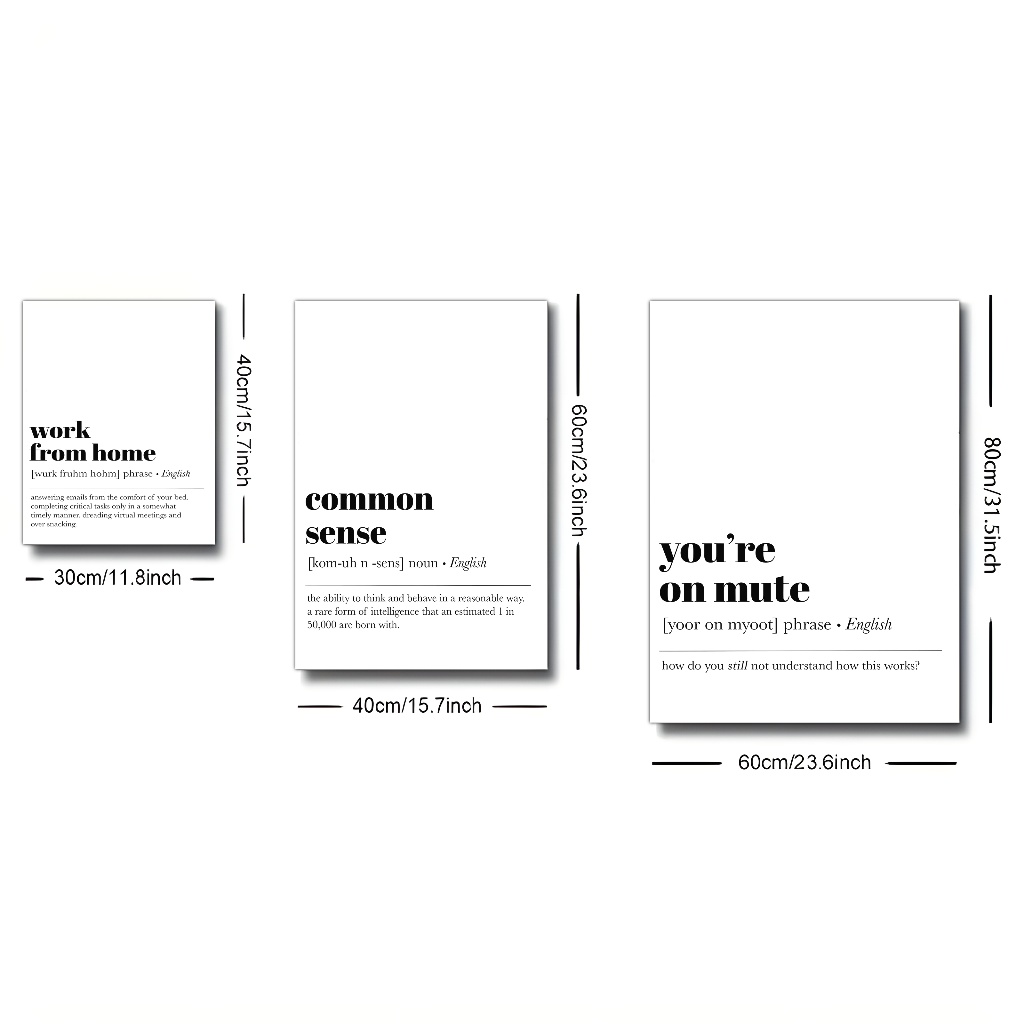 work
from home
[wurk fruhm hohm] phrase • English
answering emails from the comfort of your bed.
completing critical tasks only in a somewhat
timely manner. dreading virtual meetings and
over snacking.
40cm/15.7inch
30cm/11.8inch
common
sense
[kom-uh n -sens] noun • English
the ability to think and behave in a reasonable way.
a rare form of intelligence that an estimated 1 in
50,000 are born with.
60cm/23.6inch
40cm/15.7inch
you're
on mute
[yoor on myoot] phrase • English
how do you still not understand how this works?
80cm/31.5inch
60cm/23.6inch